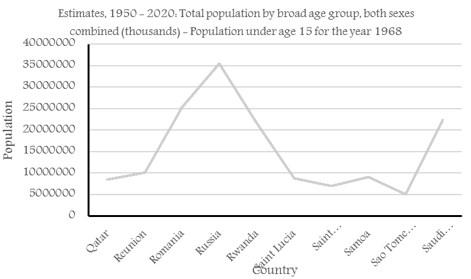 Estimates, 1950 - 2020: Total population by broad age group, both sexes
combined (thousands) - Population under age 15 for the year 1968
40000000
35000000
30000000
25000000
20000000
15000000
10000000
5000000
0
Population
Qatar
Reunion
Romania
Russia
Rwanda
Saint Lucia
Saint...
Samoa
Sao Tome...
Saudi...
Country